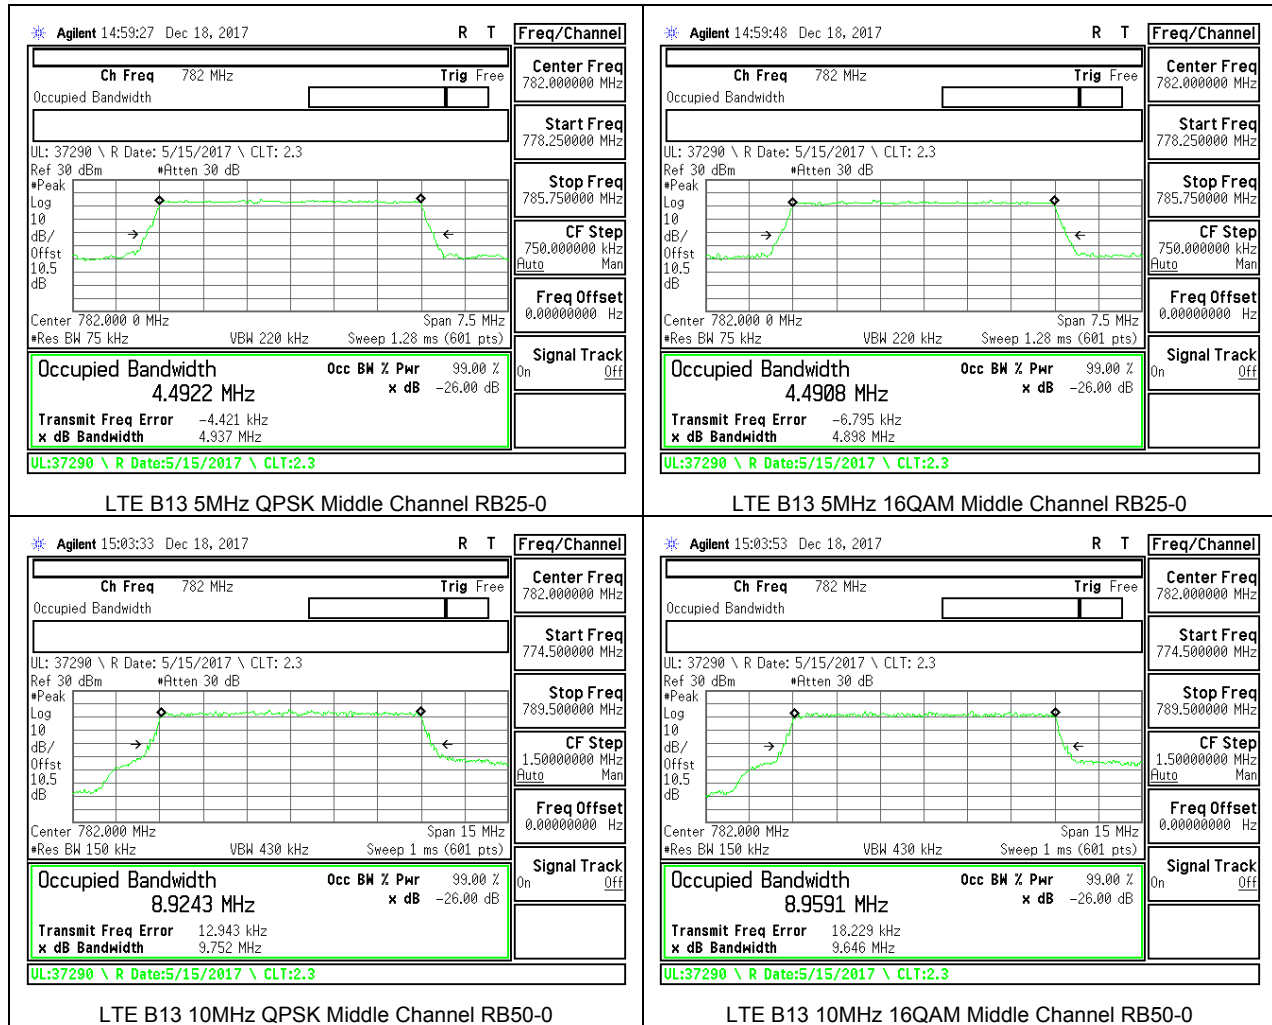 Agilent 14:59:27 Dec 18, 2017 R T Freq/Channel
Ch Freq 782 MHz Trig Free
Occupied Bandwidth
Center Freq
782.000000 MHz
Start Freq
778.250000 MHz
UL: 37290 \ R Date: 5/15/2017 \ CLT: 2.3
Ref 30 dBm #Atten 30 dB
#Peak
Log
10
dB/
Offst
10.5
dB
Stop Freq
785.750000 MHz
CF Step
750.000000 kHz
Auto Man
Freq Offset
0.00000000 Hz
Center 782.000 0 MHz Span 7.5 MHz
#Res BW 75 kHz VBW 220 kHz Sweep 1.28 ms (601 pts)
Signal Track
On Off
Occupied Bandwidth Occ BW % Pwr 99.00 %
4.4922 MHz x dB -26.00 dB
Transmit Freq Error -4.421 kHz
x dB Bandwidth 4.937 MHz
UL:37290 \ R Date:5/15/2017 \ CLT:2.3
LTE B13 5MHz QPSK Middle Channel RB25-0
Agilent 14:59:48 Dec 18, 2017 R T Freq/Channel
Ch Freq 782 MHz Trig Free
Occupied Bandwidth
Center Freq
782.000000 MHz
Start Freq
778.250000 MHz
UL: 37290 \ R Date: 5/15/2017 \ CLT: 2.3
Ref 30 dBm #Atten 30 dB
#Peak
Log
10
dB/
Offst
10.5
dB
Stop Freq
785.750000 MHz
CF Step
750.000000 kHz
Auto Man
Freq Offset
0.00000000 Hz
Center 782.000 0 MHz Span 7.5 MHz
#Res BW 75 kHz VBW 220 kHz Sweep 1.28 ms (601 pts)
Signal Track
On Off
Occupied Bandwidth Occ BW % Pwr 99.00 %
4.4908 MHz x dB -26.00 dB
Transmit Freq Error -6.795 kHz
x dB Bandwidth 4.898 MHz
UL:37290 \ R Date:5/15/2017 \ CLT:2.3
LTE B13 5MHz 16QAM Middle Channel RB25-0
Agilent 15:03:33 Dec 18, 2017 R T Freq/Channel
Ch Freq 782 MHz Trig Free
Occupied Bandwidth
Center Freq
782.000000 MHz
Start Freq
774.500000 MHz
UL: 37290 \ R Date: 5/15/2017 \ CLT: 2.3
Ref 30 dBm #Atten 30 dB
#Peak
Log
10
dB/
Offst
10.5
dB
Stop Freq
789.500000 MHz
CF Step
1.50000000 MHz
Auto Man
Freq Offset
0.00000000 Hz
Center 782.000 MHz Span 15 MHz
#Res BW 150 kHz VBW 430 kHz Sweep 1 ms (601 pts)
Signal Track
On Off
Occupied Bandwidth Occ BW % Pwr 99.00 %
8.9243 MHz x dB -26.00 dB
Transmit Freq Error 12.943 kHz
x dB Bandwidth 9.752 MHz
UL:37290 \ R Date:5/15/2017 \ CLT:2.3
LTE B13 10MHz QPSK Middle Channel RB50-0
Agilent 15:03:53 Dec 18, 2017 R T Freq/Channel
Ch Freq 782 MHz Trig Free
Occupied Bandwidth
Center Freq
782.000000 MHz
Start Freq
774.500000 MHz
UL: 37290 \ R Date: 5/15/2017 \ CLT: 2.3
Ref 30 dBm #Atten 30 dB
#Peak
Log
10
dB/
Offst
10.5
dB
Stop Freq
789.500000 MHz
CF Step
1.50000000 MHz
Auto Man
Freq Offset
0.00000000 Hz
Center 782.000 MHz Span 15 MHz
#Res BW 150 kHz VBW 430 kHz Sweep 1 ms (601 pts)
Signal Track
On Off
Occupied Bandwidth Occ BW % Pwr 99.00 %
8.9591 MHz x dB -26.00 dB
Transmit Freq Error 18.229 kHz
x dB Bandwidth 9.646 MHz
UL:37290 \ R Date:5/15/2017 \ CLT:2.3
LTE B13 10MHz 16QAM Middle Channel RB50-0